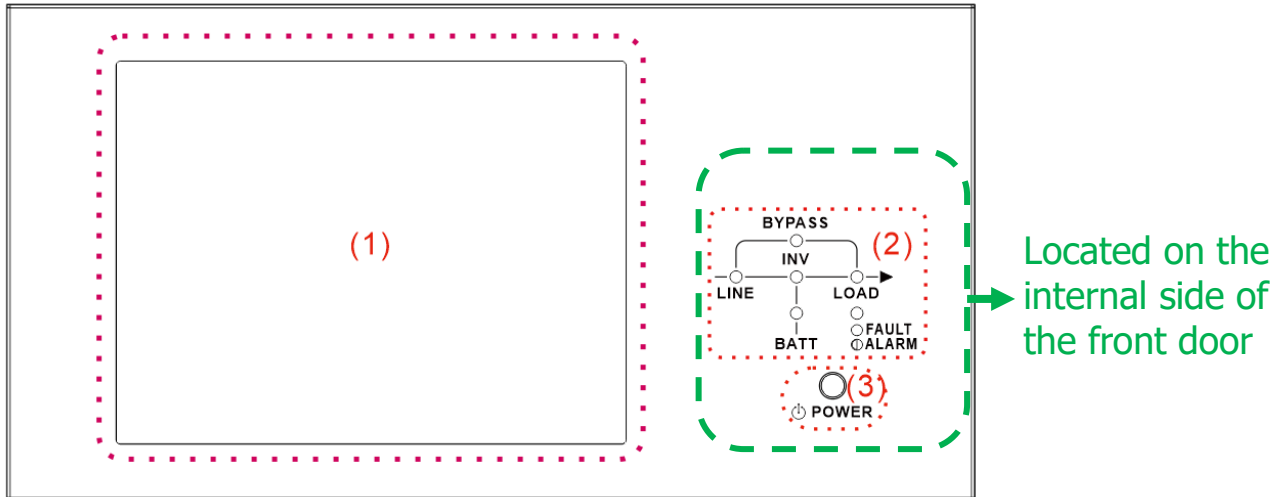 (1)
BYPASS
(2)
INV
LINE
LOAD
FAULT
BATT
ALARM
(3)
POWER
Located on the
internal side of
the front door